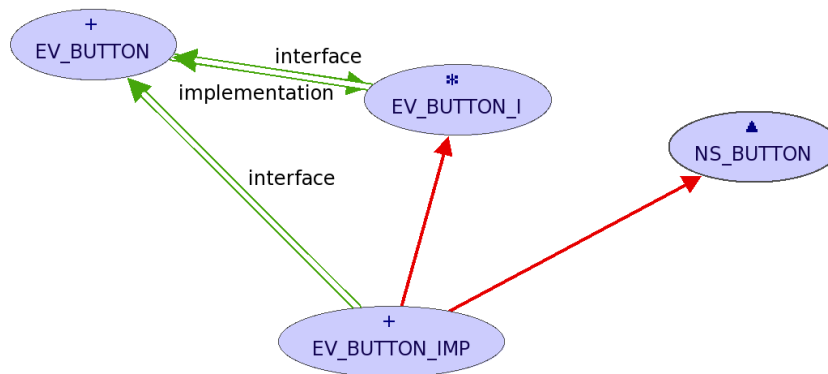 +
EV_BUTTON
interface
implementation
*
EV_BUTTON_I
▲
NS_BUTTON
interface
+
EV_BUTTON_IMP